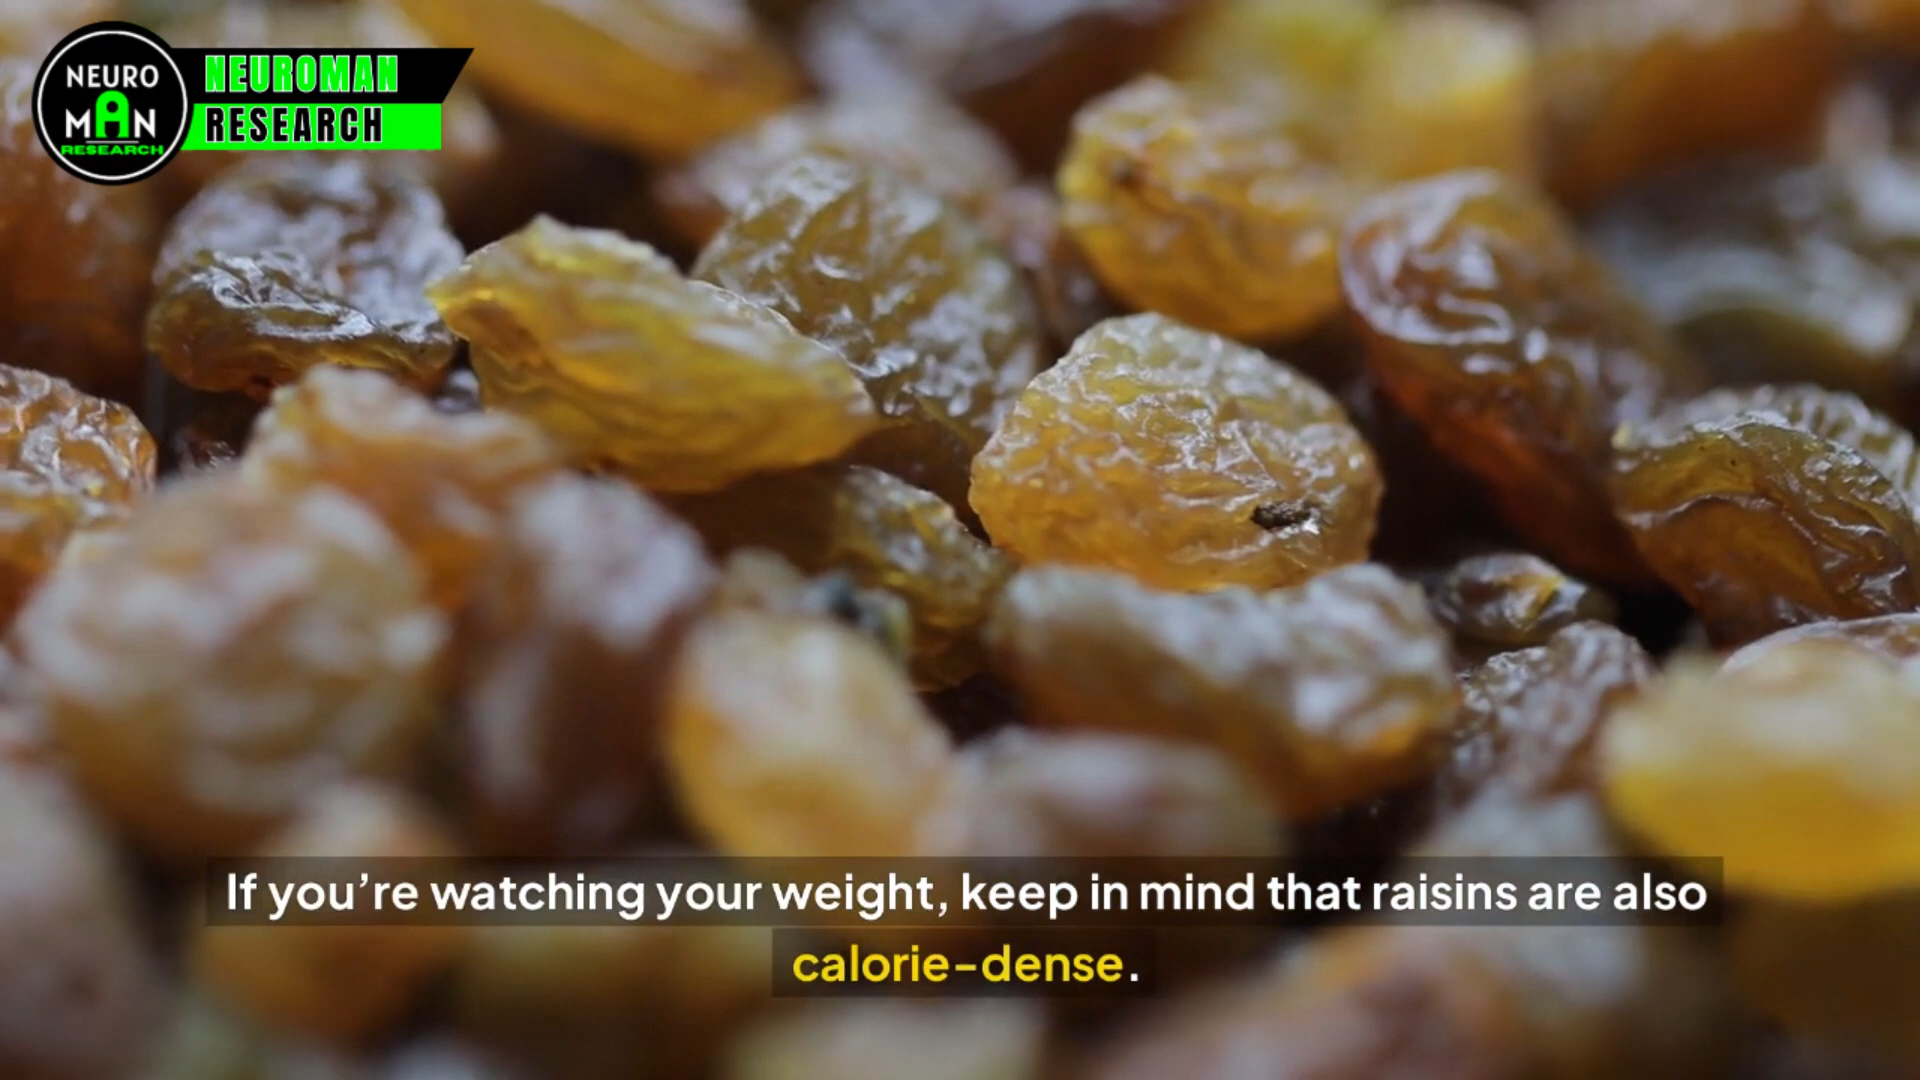 NEURO
MAN
RESEARCH
NEUROMAN
RESEARCH
If you’re watching your weight, keep in mind that raisins are also
calorie-dense.